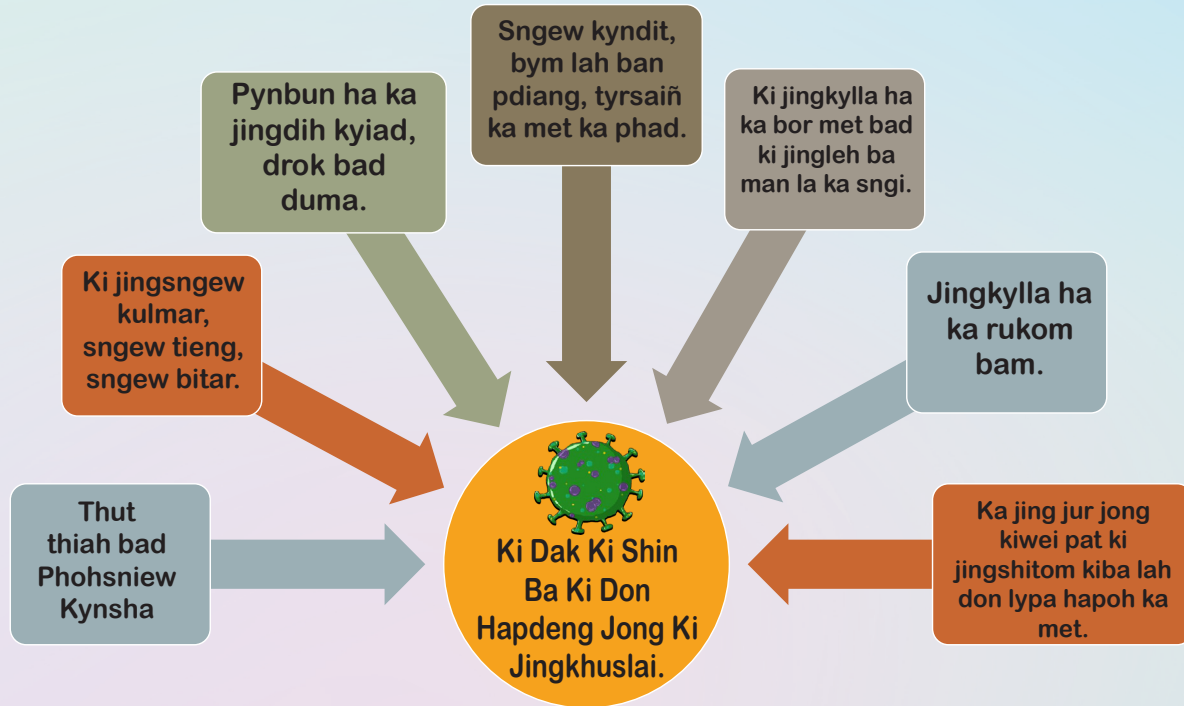 Sngew kyndit,
bym lah ban
pdiang, tyrsaiñ
ka met ka phad.
Pynbun ha ka
jingdih kyiad,
drok bad
duma.
Ki jingkylla ha
ka bor met bad
ki jingleh ba
man la ka sngi.
Ki jingsngew
kulmar,
sngew tieng,
sngew bitar.
Jingkylla ha
ka rukom
bam.
Thut
thiah bad
Phohsniew
Kynsha
Ka jing jur jong
kiwei pat ki
jingshitom kiba lah
don lypa hapoh ka
met.
Ki Dak Ki Shin
Ba Ki Don
Hapdeng Jong Ki
Jingkhuslai.